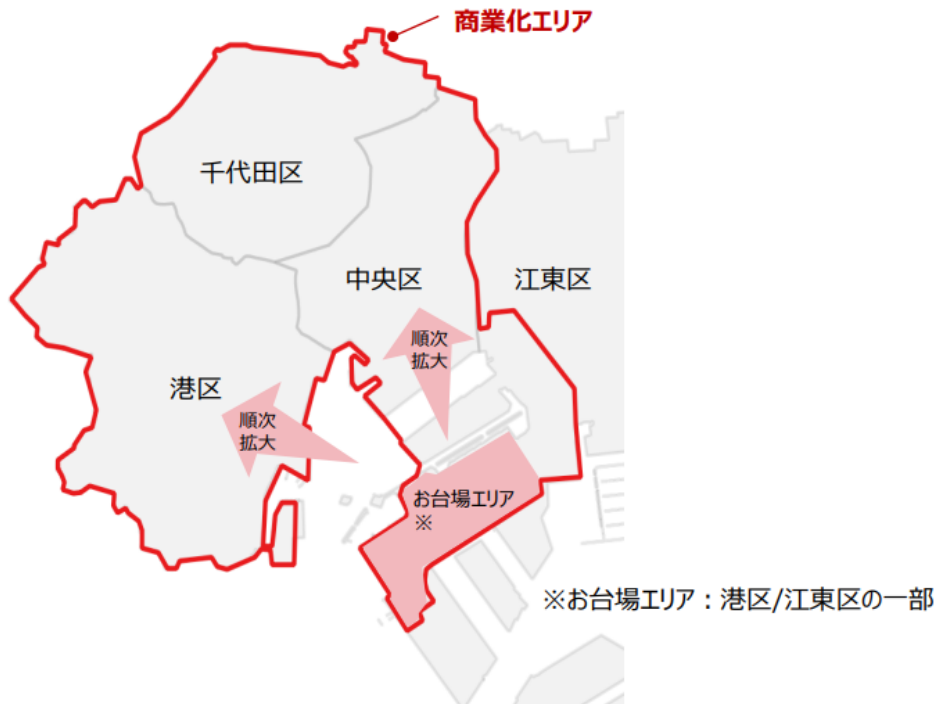 商業化エリア
千代田区
中央区
江東区
順次
拡大
港区
順次
拡大
お台場エリア
※
※お台場エリア：港区/江東区の一部